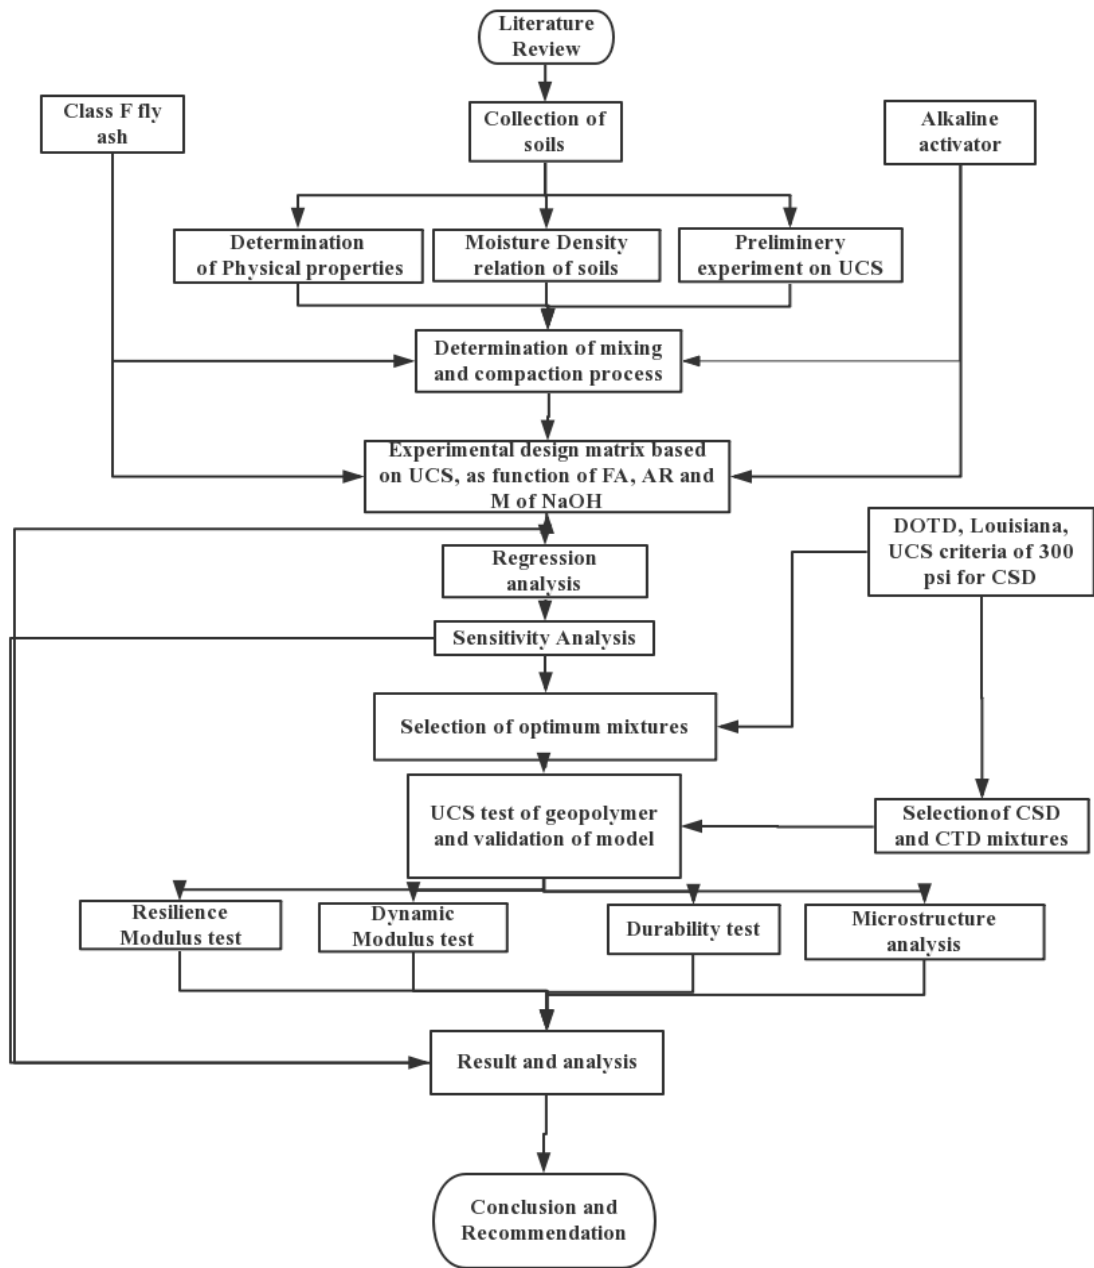 Literature
Review
Class F fly
ash
Collection of
soils
Alkaline
activator
Determination
of Physical properties
Moisture Density
relation of soils
Preliminery
experiment on UCS
Determination of mixing
and compaction process
Experimental design matrix based
on UCS, as function of FA, AR and
M of NaOH
DOTD, Louisiana,
UCS criteria of 300
psi for CSD
Regression
analysis
Sensitivity Analysis
Selection of optimum mixtures
UCS test of geopolymer
and validation of model
Selectionof CSD
and CTD mixtures
Resilience
Modulus test
Dynamic
Modulus test
Durability test
Microstructure
analysis
Result and analysis
Conclusion and
Recommendation